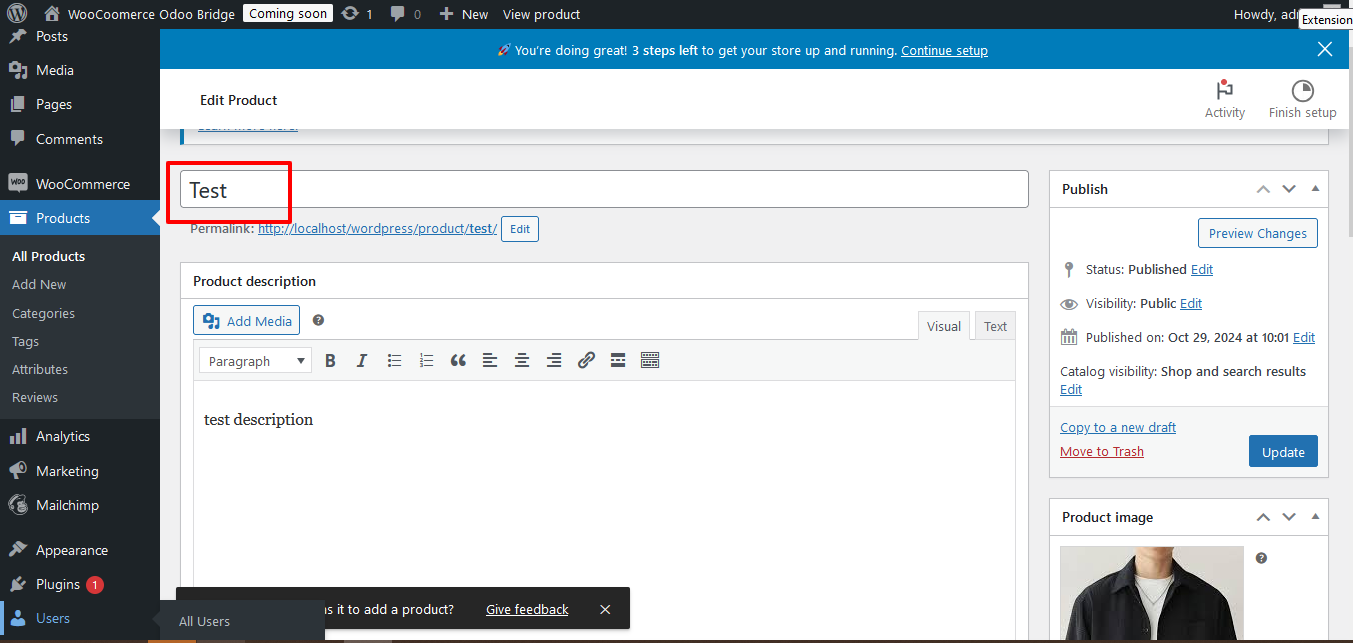 WooCoomerce Odoo Bridge Coming soon 1 0 New View product
Howdy,
Extension
Posts
Media
Pages
Comments
WooCommerce
Products
All Products
Add New
Categories
Tags
Attributes
Reviews
Analytics
Marketing
Mailchimp
Appearance
Plugins 1
Users
All Users
🚀 You're doing great! 3 steps left to get your store up and running. Continue setup
Edit Product
Activity
Finish setup
Learn more here.
Test
Permalink: http://localhost/wordpress/product/test/ Edit
Product description
Add Media
Visual Text
Paragraph
test description
it to add a product? Give feedback
Publish
Preview Changes
Status: Published Edit
Visibility: Public Edit
Published on: Oct 29, 2024 at 10:01 Edit
Catalog visibility: Shop and search results
Edit
Copy to a new draft
Move to Trash
Update
Product image